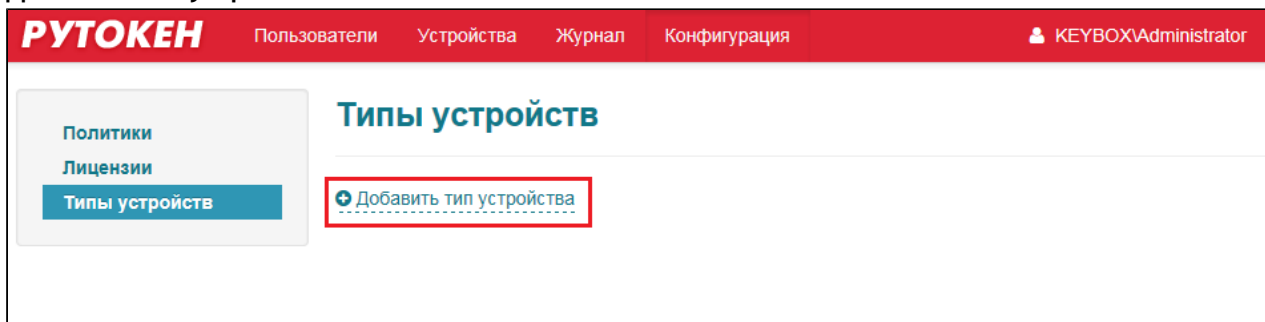 РУТОКЕН Пользователи Устройства Журнал Конфигурация KEYBOX\Administrator
Типы устройств
Политики
Лицензии
Типы устройств
Добавить тип устройства